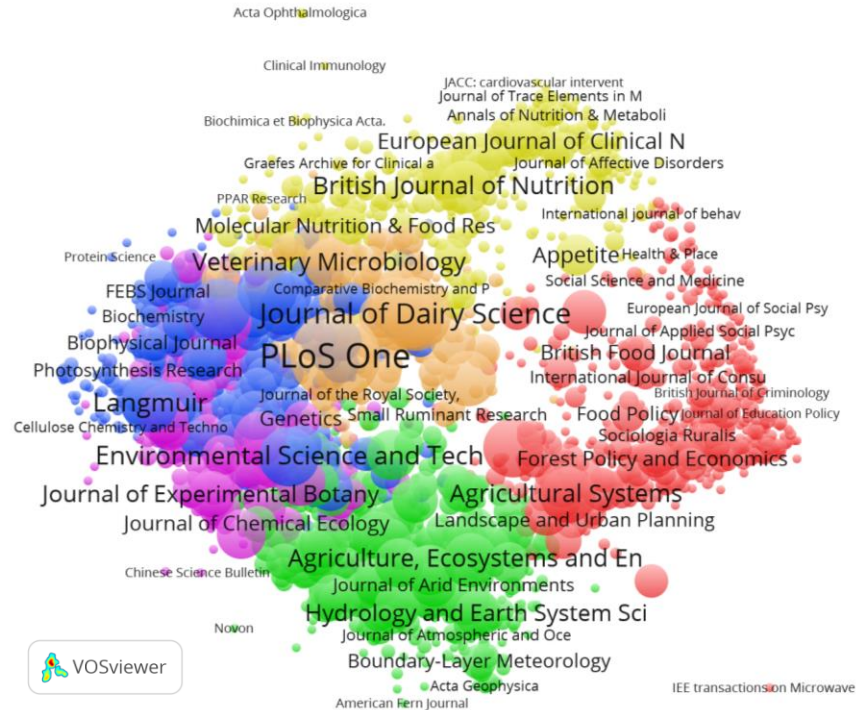 Acta Ophthalmologica
Clinical Immunology
JACC: cardiovascular intervent
Journal of Trace Elements in M
Annals of Nutrition & Metaboli
Biochimica et Biophysica Acta.
European Journal of Clinical N
Graefes Archive for Clinical a
Journal of Affective Disorders
British Journal of Nutrition
PPAR Research
International journal of behav
Molecular Nutrition & Food Res
Protein Science
Appetite
Health & Place
Veterinary Microbiology
Social Science and Medicine
FEBS Journal
Comparative Biochemistry and P
European Journal of Social Psy
Biochemistry
Journal of Dairy Science
Journal of Applied Social Psyc
Biophysical Journal
PLoS One
British Food Journal
Photosynthesis Research
International Journal of Consu
Journal of the Royal Society,
British Journal of Criminology
Langmuir
Genetics
Small Ruminant Research
Food Policy
Journal of Education Policy
Cellulose Chemistry and Techno
Sociologia Ruralis
Environmental Science and Tech
Forest Policy and Economics
Journal of Experimental Botany
Agricultural Systems
Journal of Chemical Ecology
Landscape and Urban Planning
Agriculture, Ecosystems and En
Chinese Science Bulletin
Journal of Arid Environments
Hydrology and Earth System Sci
Novon
Journal of Atmospheric and Oce
Boundary-Layer Meteorology
VOSviewer
Acta Geophysica
IEE transactions on Microwave
American Fern Journal